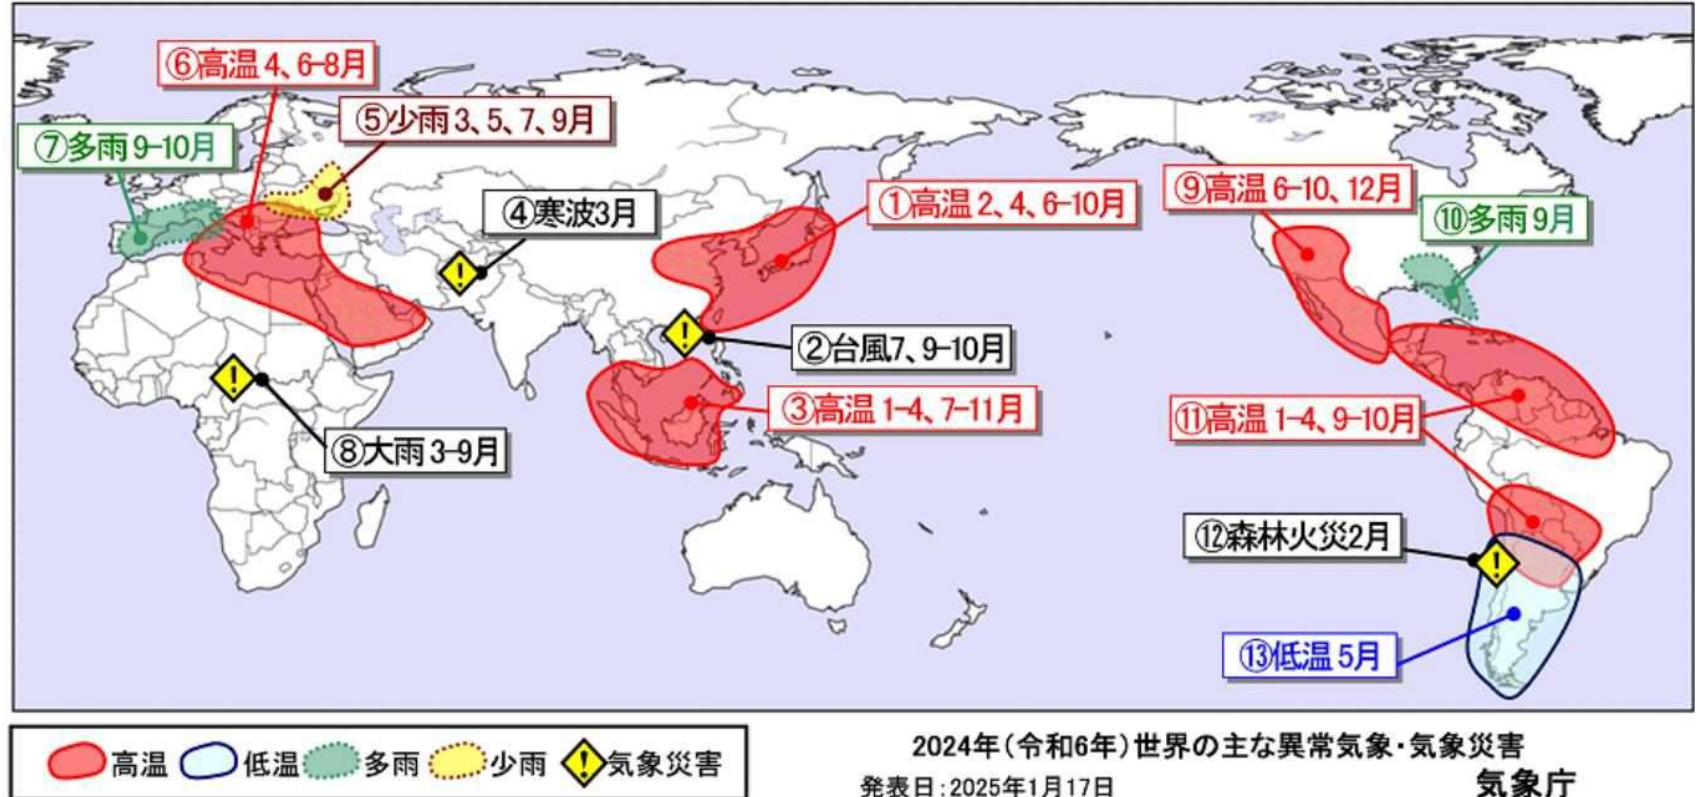 ⑥高温 4、6-8月
⑤少雨 3、5、7、9月
⑦多雨 9-10月
④寒波3月
①高温 2、4、6-10月
⑨高温 6-10、12月
⑩多雨 9月
②台風7、9-10月
③高温 1-4、7-11月
⑪高温 1-4、9-10月
⑧大雨 3-9月
⑫森林火災2月
⑬低温 5月
高温 低温 多雨 少雨 ! 気象災害
2024年(令和6年)世界の主な異常気象・気象災害
発表日:2025年1月17日 気象庁